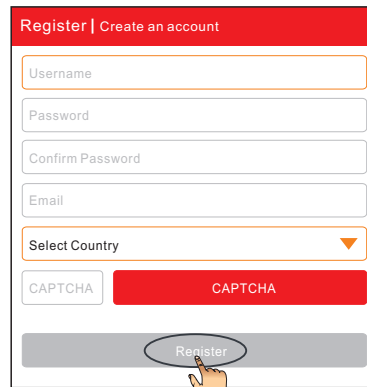 Register | Create an account
Username
Password
Confirm Password
Email
Select Country
CAPTCHA CAPTCHA
Register